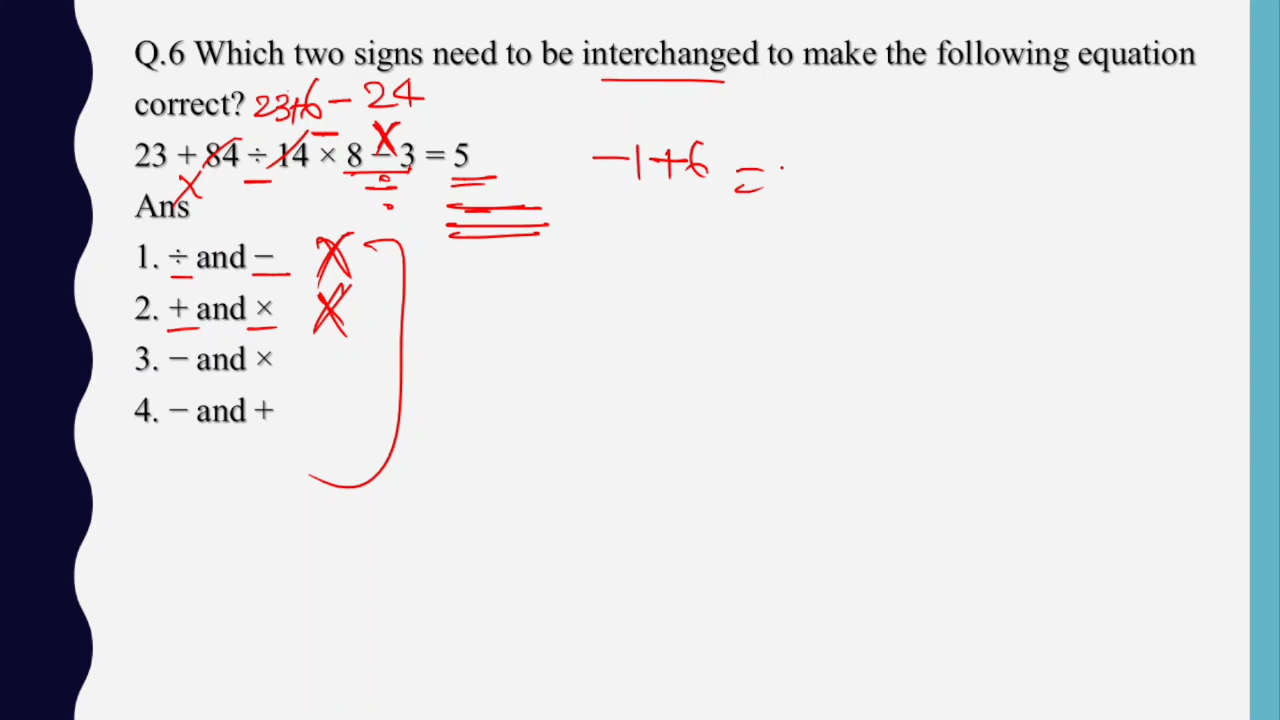 Q.6 Which two signs need to be interchanged to make the following equation
correct? 23+6 - 24
23 + 84 ÷ 14 × 8 - 3 = 5
× ÷ ×
-1+6 =
Ans
1. ÷ and − X
2. + and × X
3. − and ×
4. − and +